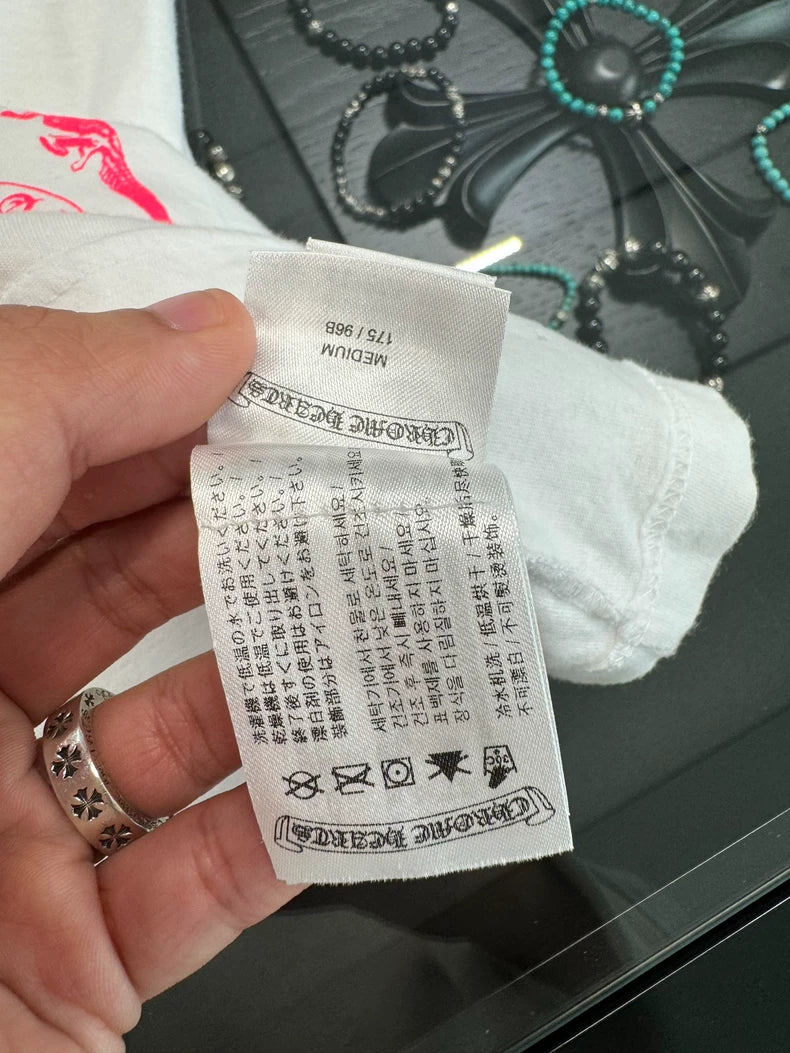 MEDIUM
175 / 96B
CHROME HEARTS
洗濯機で低温の水でお洗いください。/
乾燥機は低温でご使用ください。/
終了後すぐに取り出してください。/
漂白剤の使用はお避けください。/
装飾部分はアイロンをお避け下さい。
세탁기에서 찬물로 세탁하세요/
건조기에서 낮은 온도로 건조시키세요
건조 후 즉시 빼내세요/
표백제를 사용하지 마세요/
장식을 다림질하지 마십시요.
冷水机洗 / 低温烘干 / 干燥后尽快
不可漂白 / 不可熨烫装饰。
CHROME HEARTS